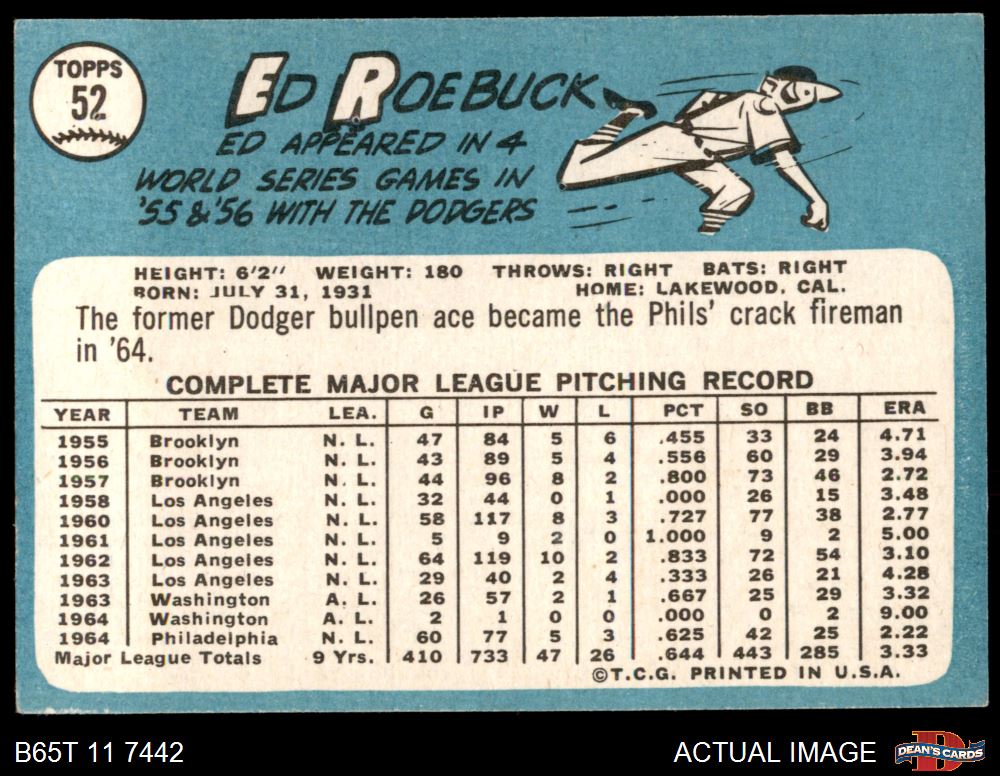 TOPPS
52
ED ROEBUCK
ED APPEARED IN 4
WORLD SERIES GAMES IN
'55 & '56 WITH THE DODGERS
HEIGHT: 6'2" WEIGHT: 180 THROWS: RIGHT BATS: RIGHT
BORN: JULY 31, 1931 HOME: LAKEWOOD, CAL.
The former Dodger bullpen ace became the Phils' crack fireman
in '64.
COMPLETE MAJOR LEAGUE PITCHING RECORD
YEAR TEAM LEA. G IP W L PCT SO BB ERA
1955 Brooklyn N. L. 47 84 5 6 .455 33 24 4.71
1956 Brooklyn N. L. 43 89 5 4 .556 60 29 3.94
1957 Brooklyn N. L. 44 96 8 2 .800 73 46 2.72
1958 Los Angeles N. L. 32 44 0 1 .000 26 15 3.48
1960 Los Angeles N. L. 58 117 8 3 .727 77 38 2.77
1961 Los Angeles N. L. 5 9 2 0 1.000 9 2 5.00
1962 Los Angeles N. L. 64 119 10 2 .833 72 54 3.10
1963 Los Angeles N. L. 29 40 2 4 .333 26 21 4.28
1963 Washington A. L. 26 57 2 1 .667 25 29 3.32
1964 Washington A. L. 2 1 0 0 .000 0 2 9.00
1964 Philadelphia N. L. 60 77 5 3 .625 42 25 2.22
Major League Totals 9 Yrs. 410 733 47 26 .644 443 285 3.33
©T.C.G. PRINTED IN U.S.A.
B65T 11 7442 ACTUAL IMAGE D DEAN'S CARDS